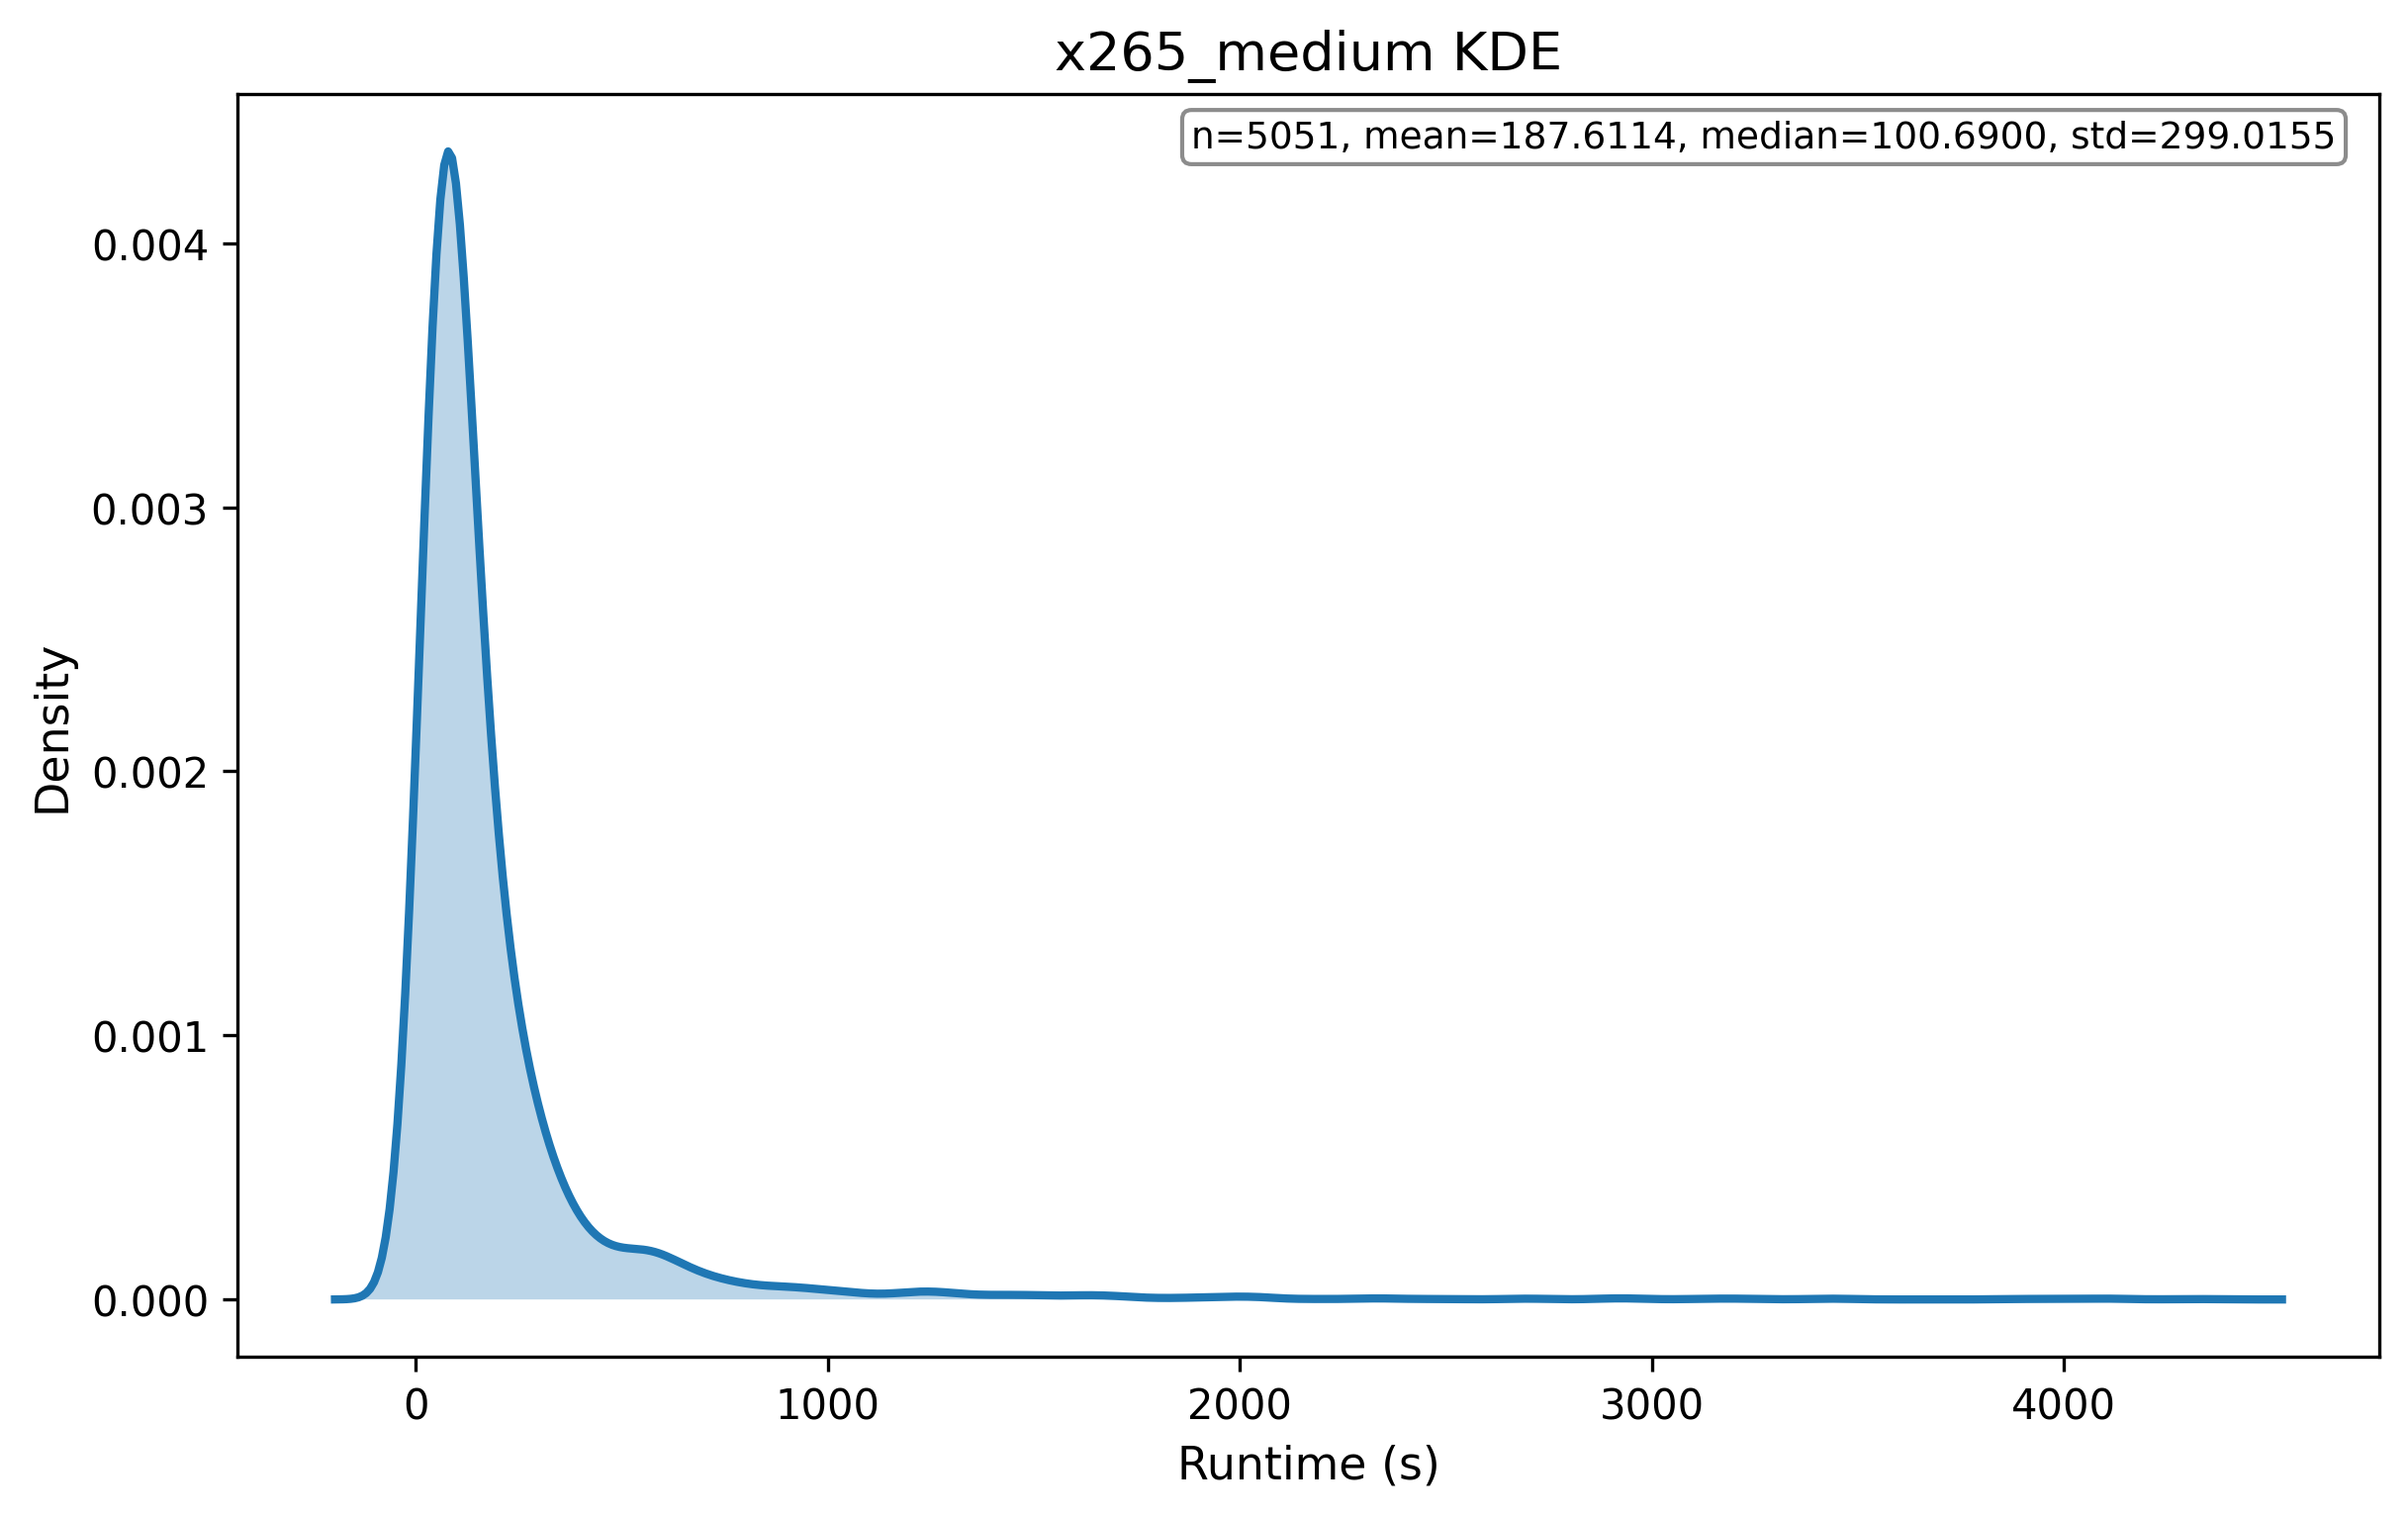 x265_medium KDE
n=5051, mean=187.6114, median=100.6900, std=299.0155
Density
0.004
0.003
0.002
0.001
0.000
0 1000 2000 3000 4000
Runtime (s)